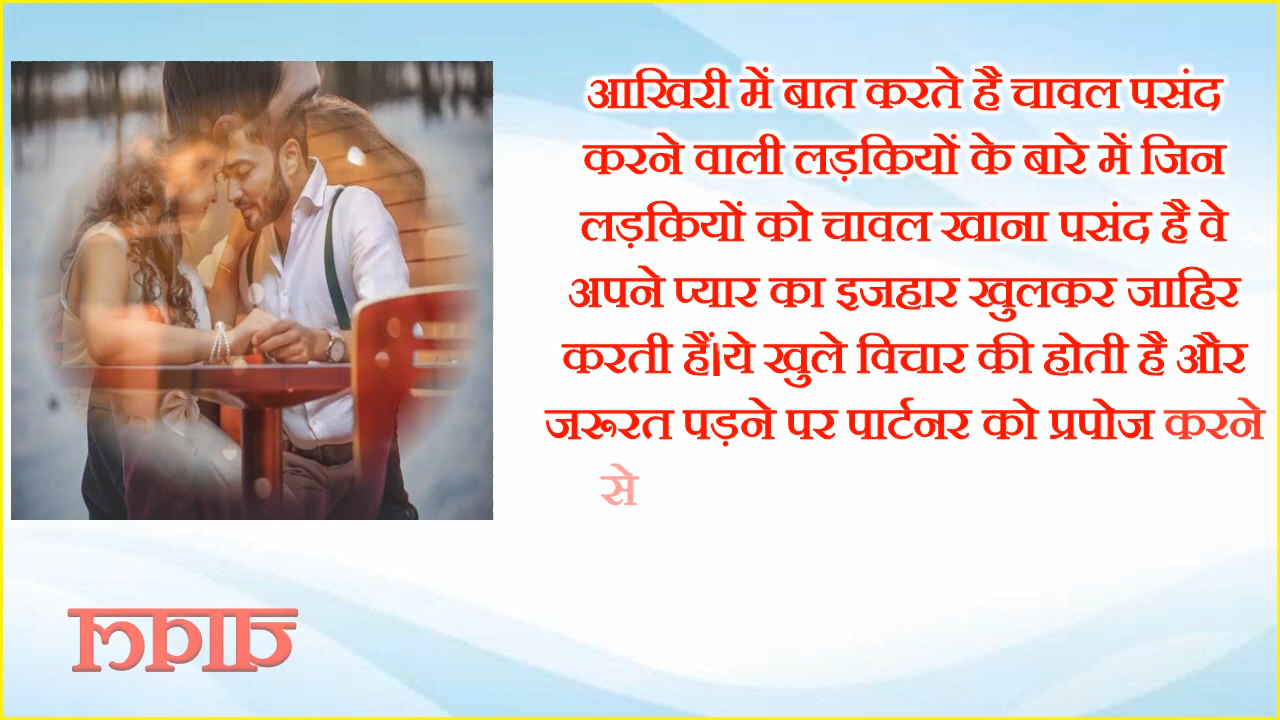 आखिरी में बात करते है चावल पसंद
करने वाली लड़कियों के बारे में जिन
लड़कियों को चावल खाना पसंद है वे
अपने प्यार का इजहार खुलकर जाहिर
करती हैं।ये खुले विचार की होती है और
जरूरत पड़ने पर पार्टनर को प्रपोज करने
से
चावल